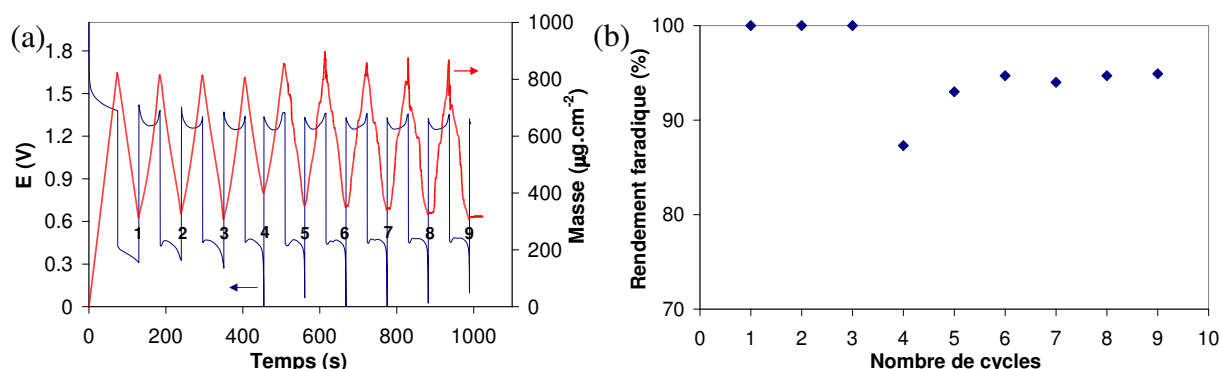 (a)
E (V)
1.8
1.5
1.2
0.9
0.6
0.3
0
1 2 3 4 5 6 7 8 9
0 200 400 600 800 1000
Temps (s)
1000
800
600
400
200
0
Masse (µg.cm⁻²)
(b)
Rendement faradique (%)
100
90
80
70
0 1 2 3 4 5 6 7 8 9 10
Nombre de cycles